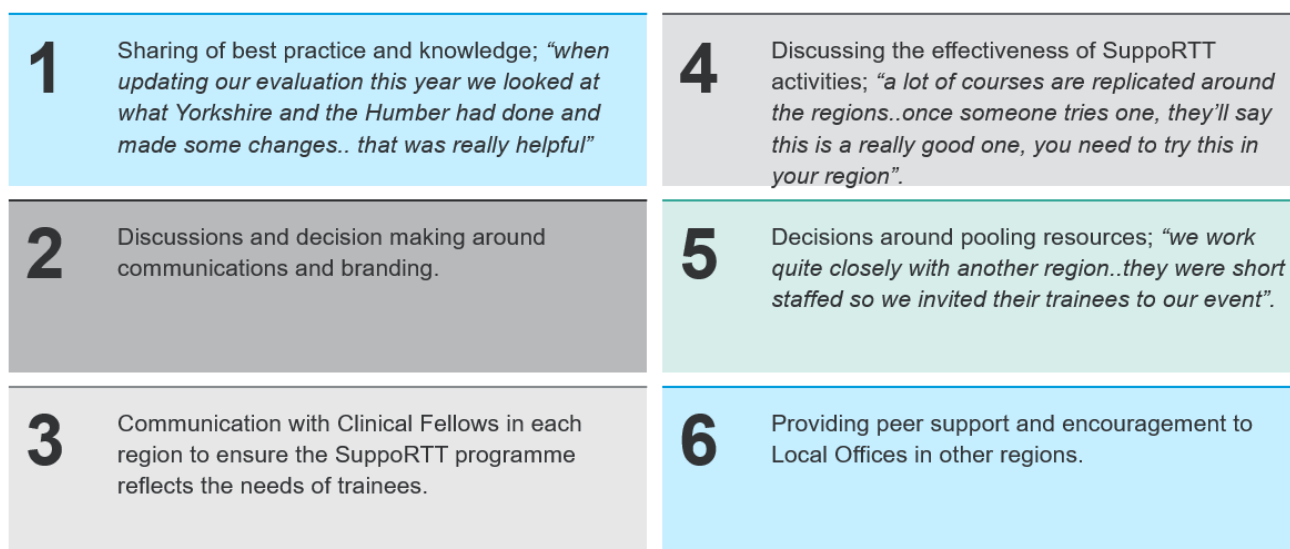 1
Sharing of best practice and knowledge; “when
updating our evaluation this year we looked at
what Yorkshire and the Humber had done and
made some changes.. that was really helpful”
2
Discussions and decision making around
communications and branding.
3
Communication with Clinical Fellows in each
region to ensure the SuppoRTT programme
reflects the needs of trainees.
4
Discussing the effectiveness of SuppoRTT
activities; “a lot of courses are replicated around
the regions..once someone tries one, they’ll say
this is a really good one, you need to try this in
your region”.
5
Decisions around pooling resources; “we work
quite closely with another region..they were short
staffed so we invited their trainees to our event”.
6
Providing peer support and encouragement to
Local Offices in other regions.